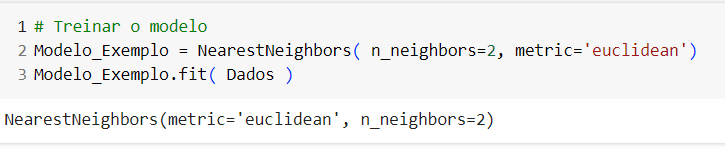 1 # Treinar o modelo
2 Modelo_Exemplo = NearestNeighbors( n_neighbors=2, metric='euclidean')
3 Modelo_Exemplo.fit( Dados )
NearestNeighbors(metric='euclidean', n_neighbors=2)